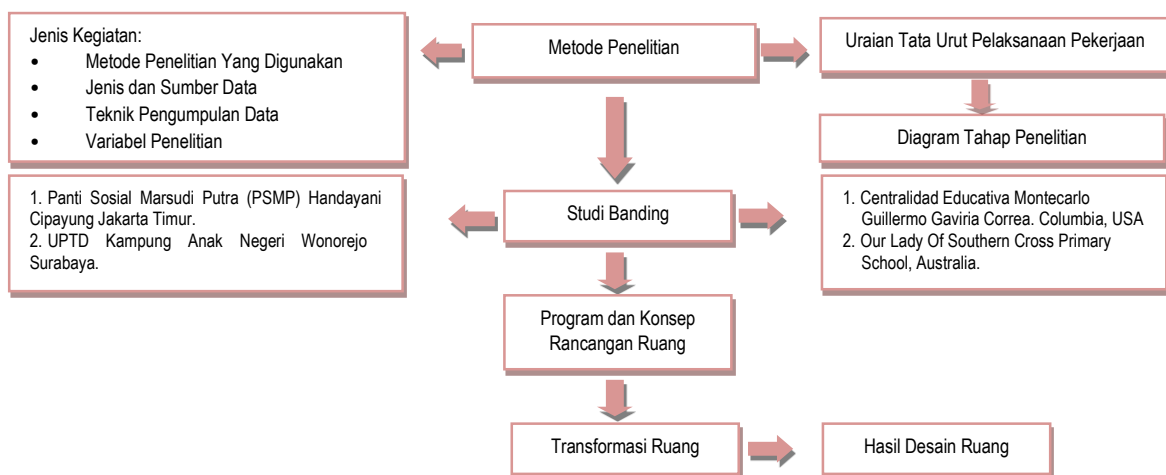 Jenis Kegiatan:
• Metode Penelitian Yang Digunakan
• Jenis dan Sumber Data
• Teknik Pengumpulan Data
• Variabel Penelitian
Metode Penelitian
Uraian Tata Urut Pelaksanaan Pekerjaan
Diagram Tahap Penelitian
1. Panti Sosial Marsudi Putra (PSMP) Handayani
Cipayung Jakarta Timur.
2. UPTD Kampung Anak Negeri Wonorejo
Surabaya.
Studi Banding
1. Centralidad Educativa Montecarlo
Guillermo Gaviria Correa. Columbia, USA
2. Our Lady Of Southern Cross Primary
School, Australia.
Program dan Konsep
Rancangan Ruang
Transformasi Ruang
Hasil Desain Ruang